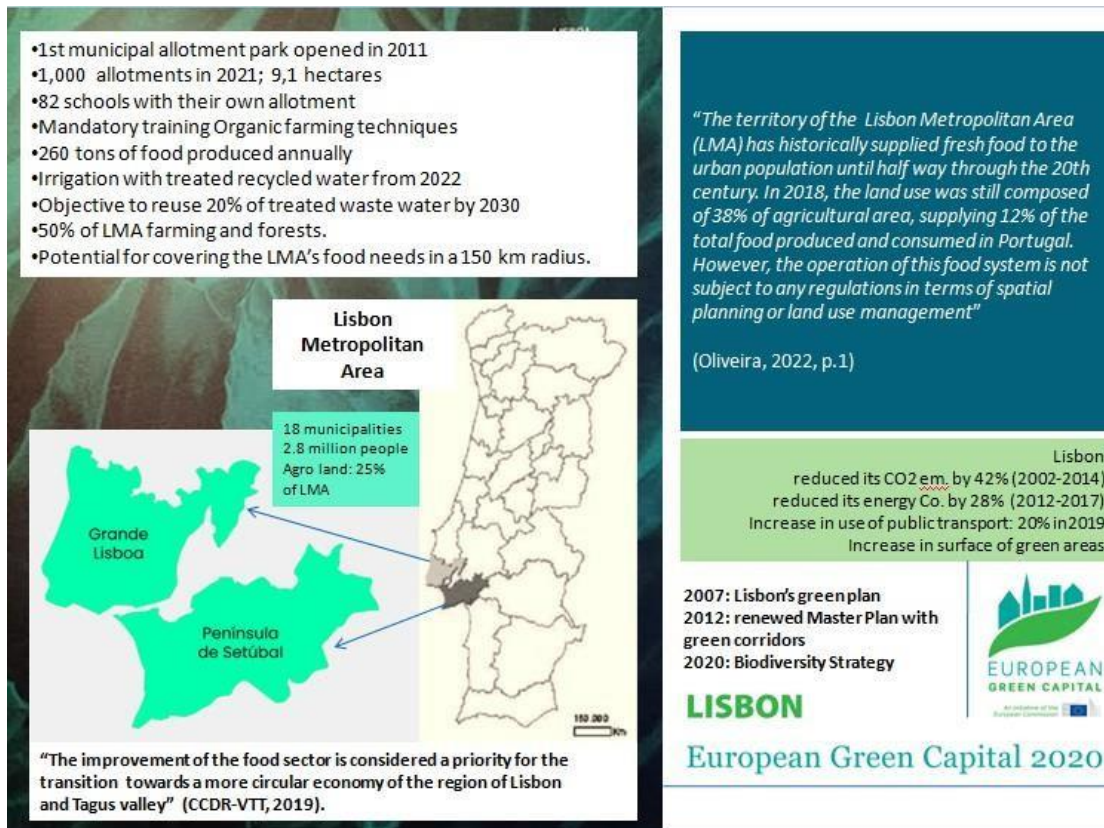 •1st municipal allotment park opened in 2011
•1,000 allotments in 2021; 9,1 hectares
•82 schools with their own allotment
•Mandatory training Organic farming techniques
•260 tons of food produced annually
•Irrigation with treated recycled water from 2022
•Objective to reuse 20% of treated waste water by 2030
•50% of LMA farming and forests.
•Potential for covering the LMA's food needs in a 150 km radius.
Lisbon
Metropolitan
Area
18 municipalities
2.8 million people
Agro land: 25%
of LMA
Grande
Lisboa
Península
de Setúbal
150.000
Km
“The improvement of the food sector is considered a priority for the
transition towards a more circular economy of the region of Lisbon
and Tagus valley” (CCDR-VTT, 2019).
“The territory of the Lisbon Metropolitan Area
(LMA) has historically supplied fresh food to the
urban population until half way through the 20th
century. In 2018, the land use was still composed
of 38% of agricultural area, supplying 12% of the
total food produced and consumed in Portugal.
However, the operation of this food system is not
subject to any regulations in terms of spatial
planning or land use management”
(Oliveira, 2022, p.1)
Lisbon
reduced its CO2 em. by 42% (2002-2014)
reduced its energy Co. by 28% (2012-2017)
Increase in use of public transport: 20% in 2019
Increase in surface of green areas
2007: Lisbon's green plan
2012: renewed Master Plan with
green corridors
2020: Biodiversity Strategy
LISBON
EUROPEAN
GREEN CAPITAL
An initiative of the
European Commission
European Green Capital 2020